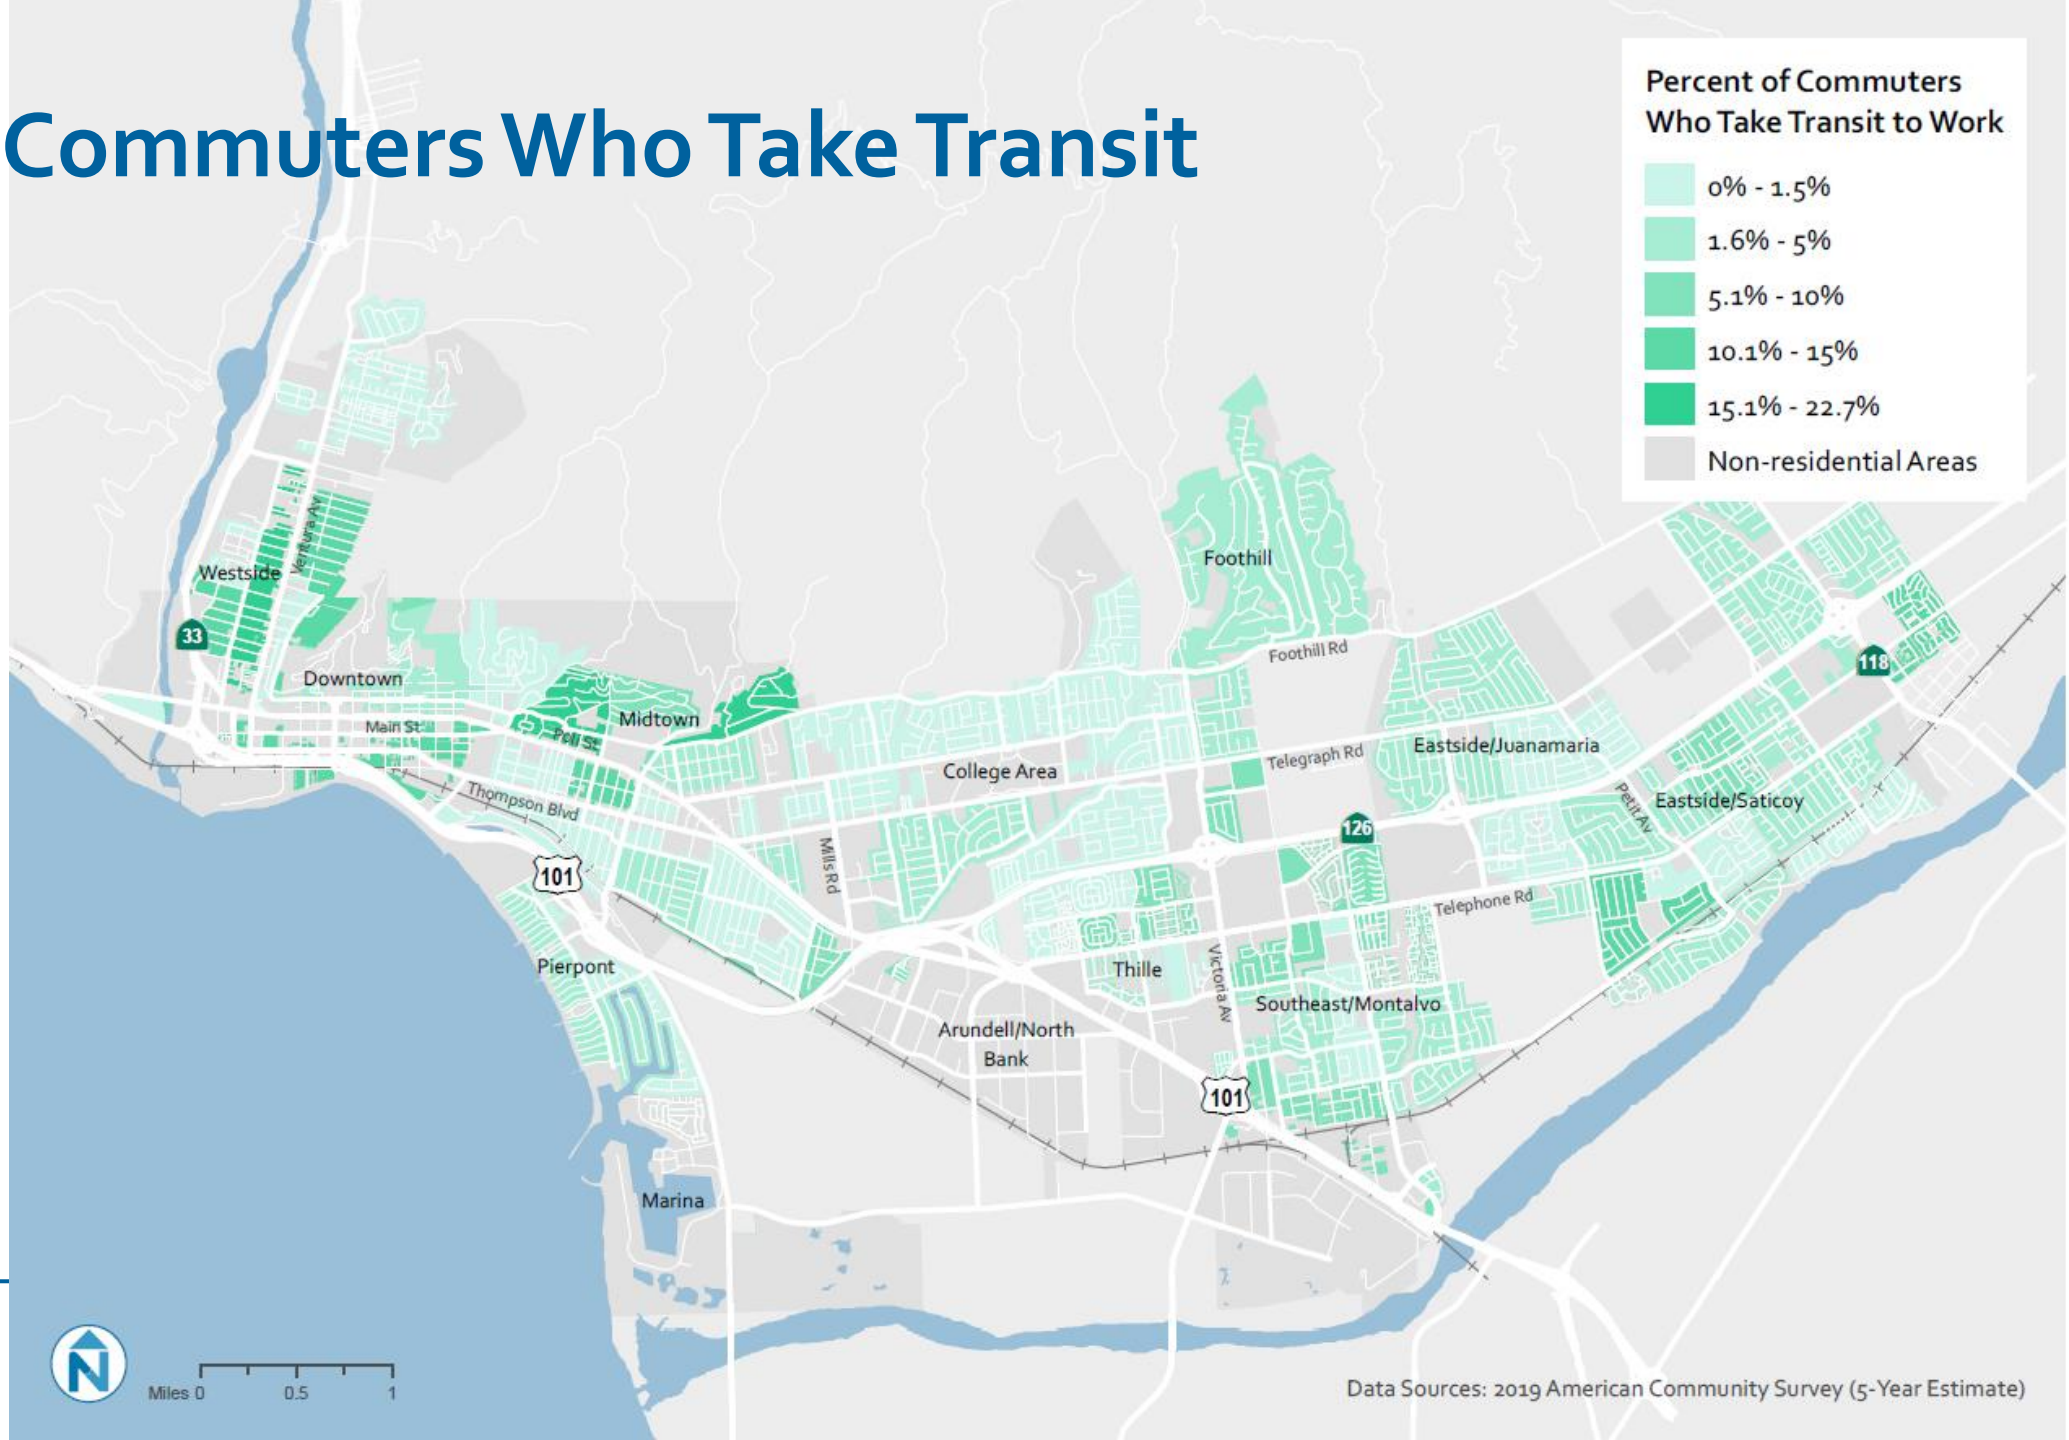 Commuters Who Take Transit
Percent of Commuters
Who Take Transit to Work
0% - 1.5%
1.6% - 5%
5.1% - 10%
10.1% - 15%
15.1% - 22.7%
Non-residential Areas
Ventura Av
Westside
33
Foothill
Foothill Rd
118
Downtown
Main St
Midtown
Poli St
College Area
Telegraph Rd
Eastside/Juanamaria
Thompson Blvd
Mills Rd
126
Petit Av
Eastside/Saticoy
101
Telephone Rd
Pierpont
Thille
Victoria Av
Southeast/Montalvo
Arundell/North
Bank
101
Marina
N
Miles 0 0.5 1
Data Sources: 2019 American Community Survey (5-Year Estimate)